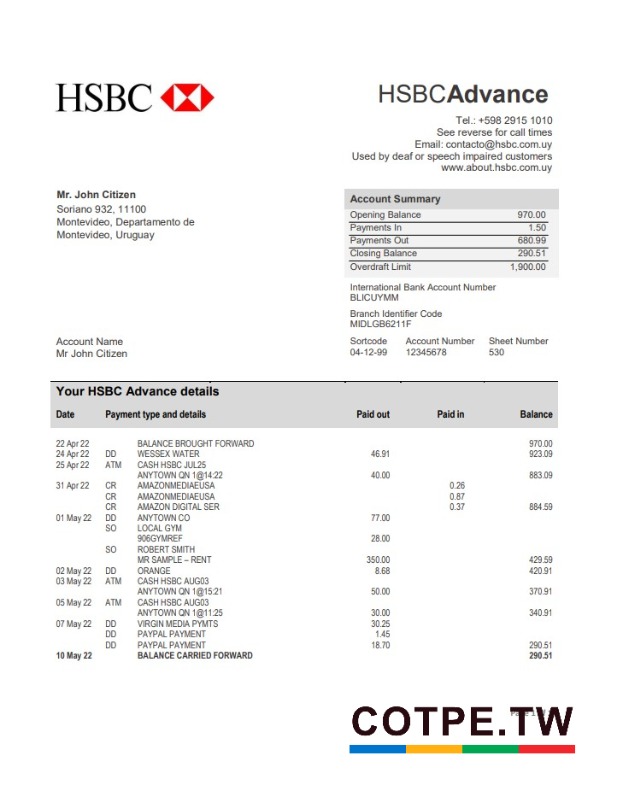 HSBC
HSBCAdvance
Tel.: +598 2915 1010
See reverse for call times
Email: contacto@hsbc.com.uy
Used by deaf or speech impaired customers
www.about.hsbc.com.uy
Mr. John Citizen
Soriano 932, 11100
Montevideo, Departamento de
Montevideo, Uruguay
Account Summary
Opening Balance 970.00
Payments In 1.50
Payments Out 680.99
Closing Balance 290.51
Overdraft Limit 1,900.00
International Bank Account Number
BLICUYMM
Branch Identifier Code
MIDLGB6211F
Account Name
Mr John Citizen
Sortcode Account Number Sheet Number
04-12-99 12345678 530
Your HSBC Advance details
Date Payment type and details Paid out Paid in Balance
22 Apr 22 BALANCE BROUGHT FORWARD 970.00
24 Apr 22 DD WESSEX WATER 46.91 923.09
25 Apr 22 ATM CASH HSBC JUL25
ANYTOWN QN 1@14:22 40.00 883.09
31 Apr 22 CR AMAZONMEDIAEUSA 0.26
CR AMAZONMEDIAEUSA 0.87
CR AMAZON DIGITAL SER 0.37 884.59
01 May 22 DD ANYTOWN CO 77.00
SO LOCAL GYM
906GYMREF 28.00
SO ROBERT SMITH
MR SAMPLE – RENT 350.00 429.59
02 May 22 DD ORANGE 8.68 420.91
03 May 22 ATM CASH HSBC AUG03
ANYTOWN QN 1@15:21 50.00 370.91
05 May 22 ATM CASH HSBC AUG03
ANYTOWN QN 1@11:25 30.00 340.91
07 May 22 DD VIRGIN MEDIA PYMTS 30.25
DD PAYPAL PAYMENT 1.45
DD PAYPAL PAYMENT 18.70 290.51
10 May 22 BALANCE CARRIED FORWARD 290.51
COTPE.TW